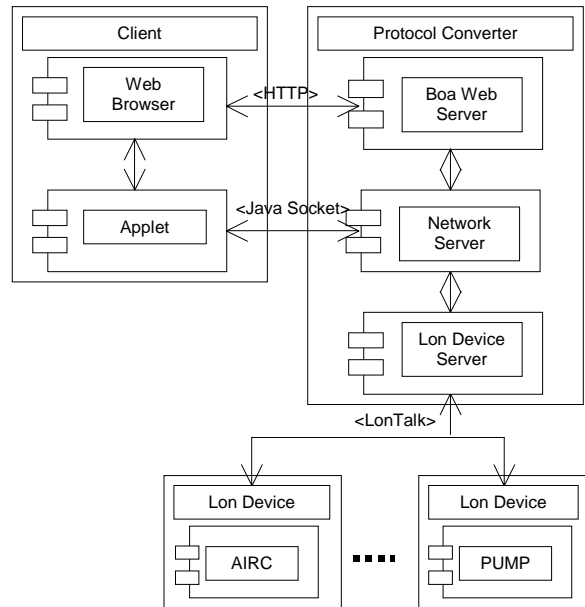 Client
Protocol Converter
Web
Browser
<HTTP>
Boa Web
Server
Applet
<Java Socket>
Network
Server
Lon Device
Server
<LonTalk>
Lon Device
Lon Device
AIRC
PUMP